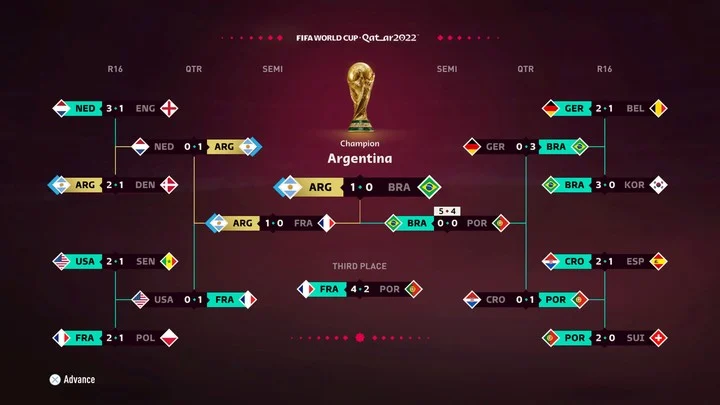 FIFA WORLD CUP Qatar2022
R16 QTR SEMI SEMI QTR R16
NED 3 1 ENG
GER 2 1 BEL
Champion
NED 0 1 ARG
GER 0 3 BRA
Argentina
ARG 2 1 DEN
ARG 1 0 BRA
BRA 3 0 KOR
5 4
ARG 1 0 FRA
BRA 0 0 POR
USA 2 1 SEN
THIRD PLACE
CRO 2 1 ESP
USA 0 1 FRA
FRA 4 2 POR
CRO 0 1 POR
FRA 2 1 POL
POR 2 0 SUI
Advance